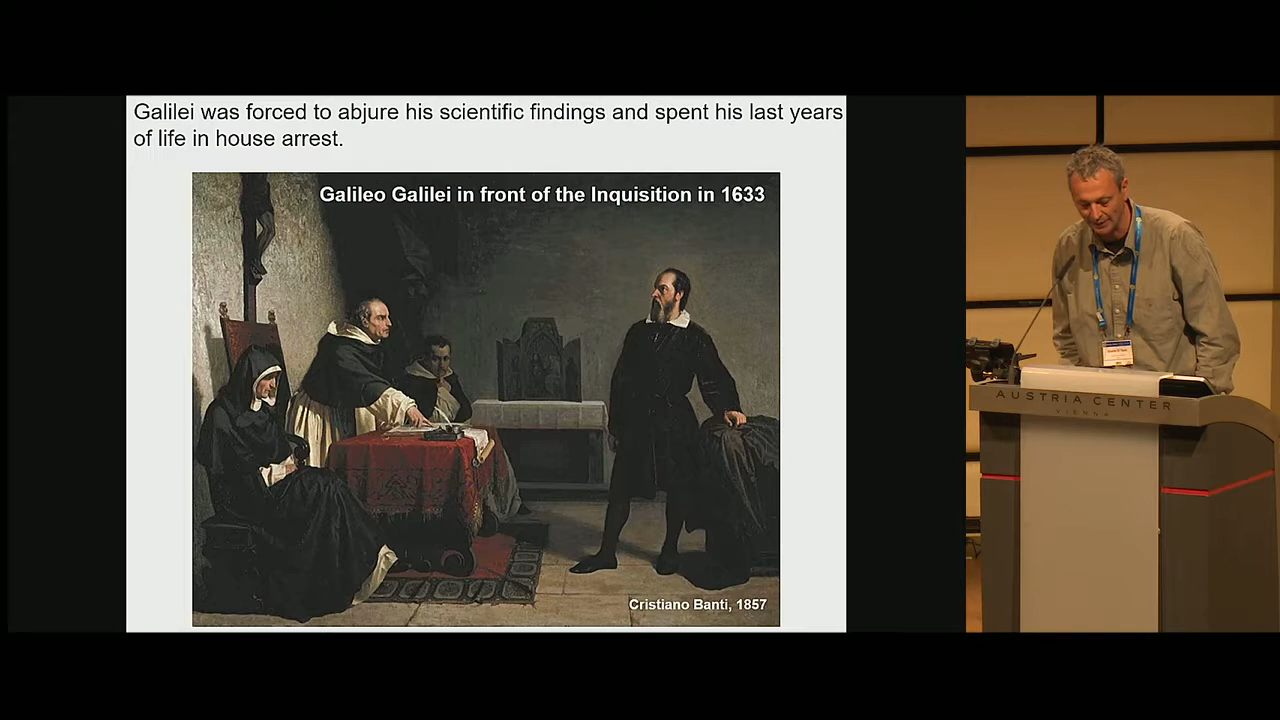 Galilei was forced to abjure his scientific findings and spent his last years
of life in house arrest.
Galileo Galilei in front of the Inquisition in 1633
Cristiano Banti, 1857
AUSTRIA CENTER
VIENNA